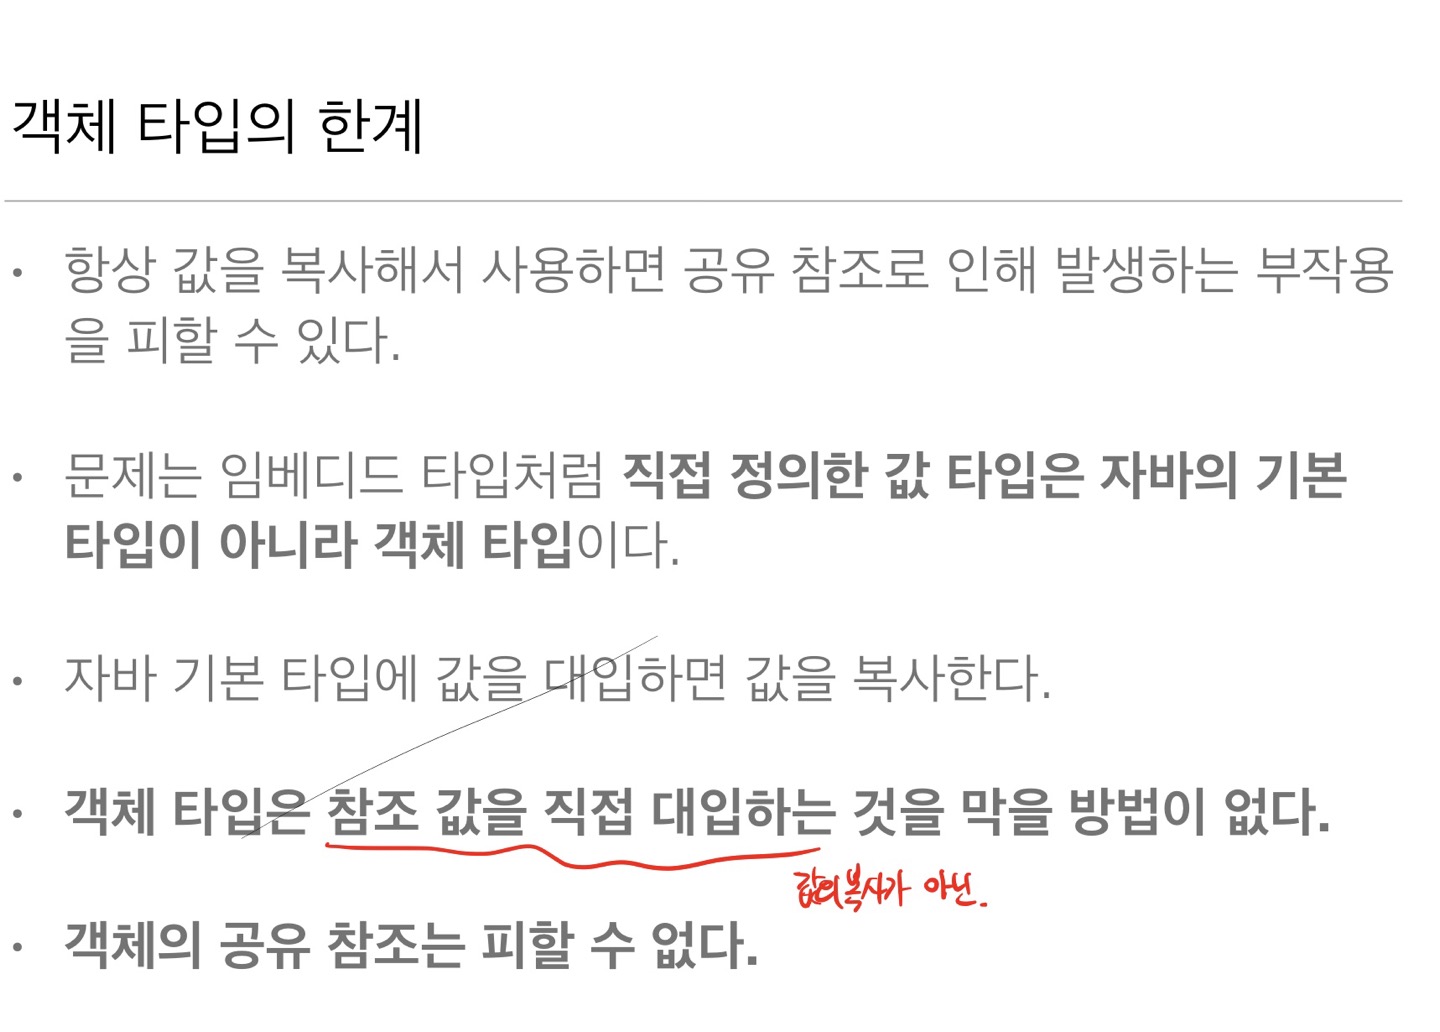 객체 타입의 한계
• 항상 값을 복사해서 사용하면 공유 참조로 인해 발생하는 부작용
을 피할 수 있다.
• 문제는 임베디드 타입처럼 직접 정의한 값 타입은 자바의 기본
타입이 아니라 객체 타입이다.
• 자바 기본 타입에 값을 대입하면 값을 복사한다.
• 객체 타입은 참조 값을 직접 대입하는 것을 막을 방법이 없다.
값의 복사가 아닌.
• 객체의 공유 참조는 피할 수 없다.